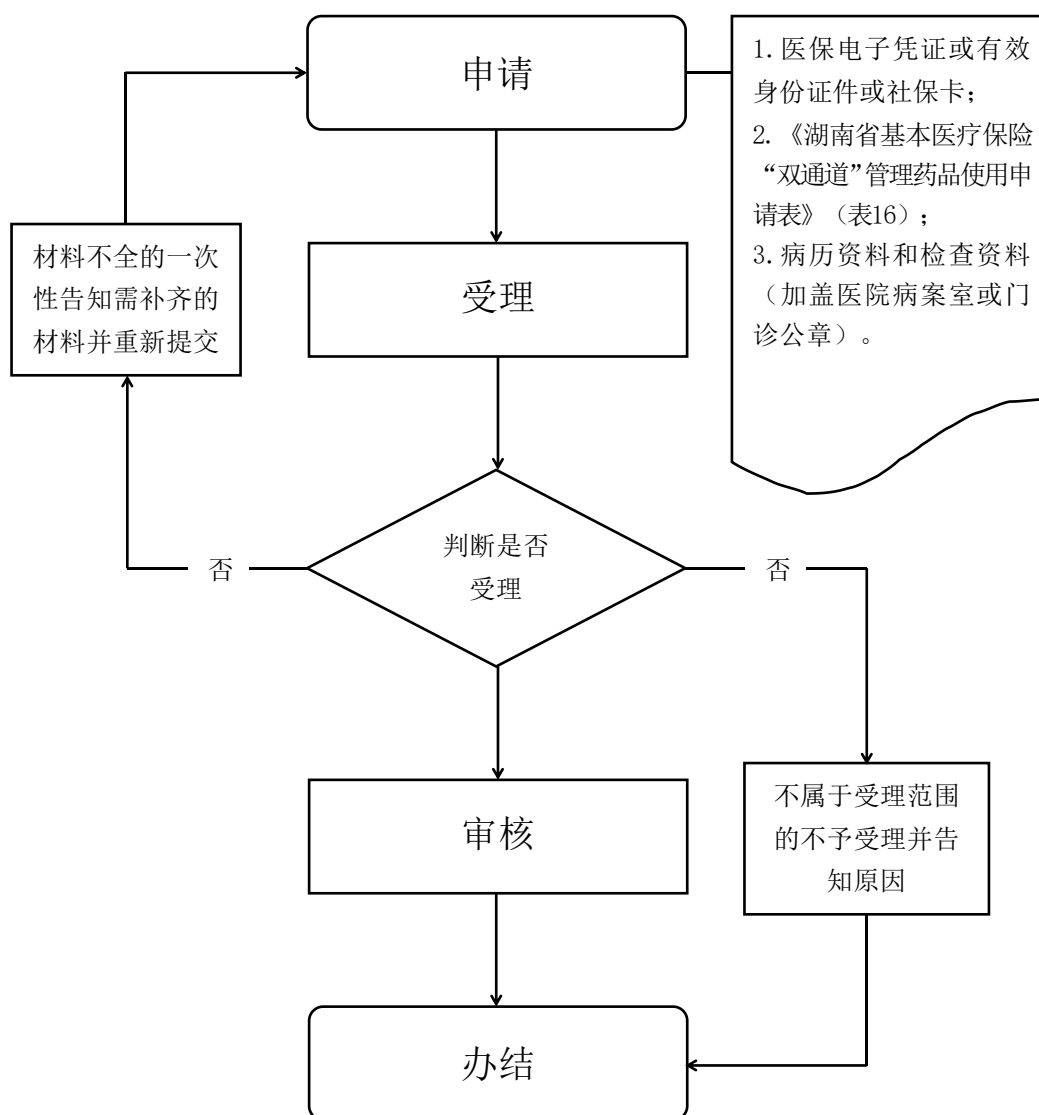 申请
1.医保电子凭证或有效
身份证件或社保卡；
2.《湖南省基本医疗保险
“双通道”管理药品使用申
请表》（表16）；
3.病历资料和检查资料
（加盖医院病案室或门
诊公章）。
材料不全的一次
性告知需补齐的
材料并重新提交
受理
判断是否
受理
否
否
审核
不属于受理范围
的不予受理并告
知原因
办结